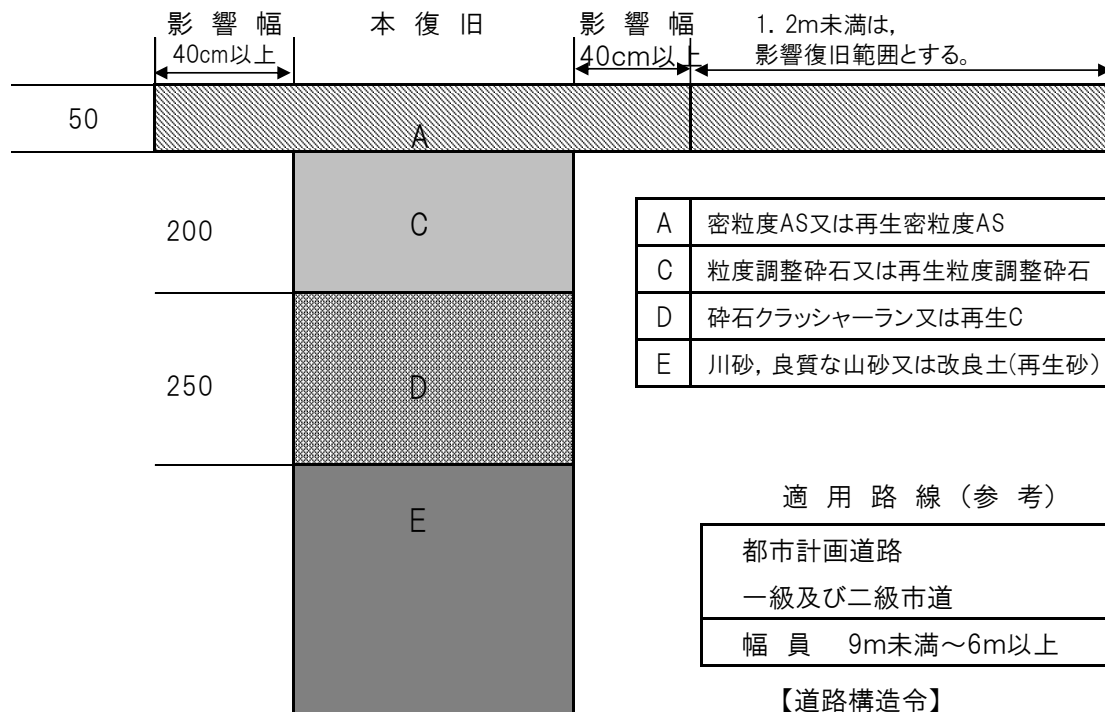 影 響 幅 本 復 旧 影 響 幅 1．2m未満は，
40cm以上 40cm以上 影響復旧範囲とする。
50
A
200
C
A 密粒度AS又は再生密粒度AS
C 粒度調整砕石又は再生粒度調整砕石
D 砕石クラッシャーラン又は再生C
E 川砂，良質な山砂又は改良土(再生砂)
250
D
E
適 用 路 線 （参 考）
都市計画道路
一級及び二級市道
幅 員 9m未満～6m以上
【道路構造令】